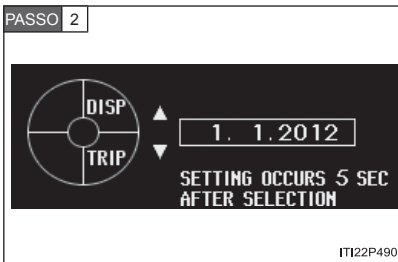 PASSO 2
DISP
▲
1. 1.2012
TRIP
▼
SETTING OCCURS 5 SEC
AFTER SELECTION
ITI22P490